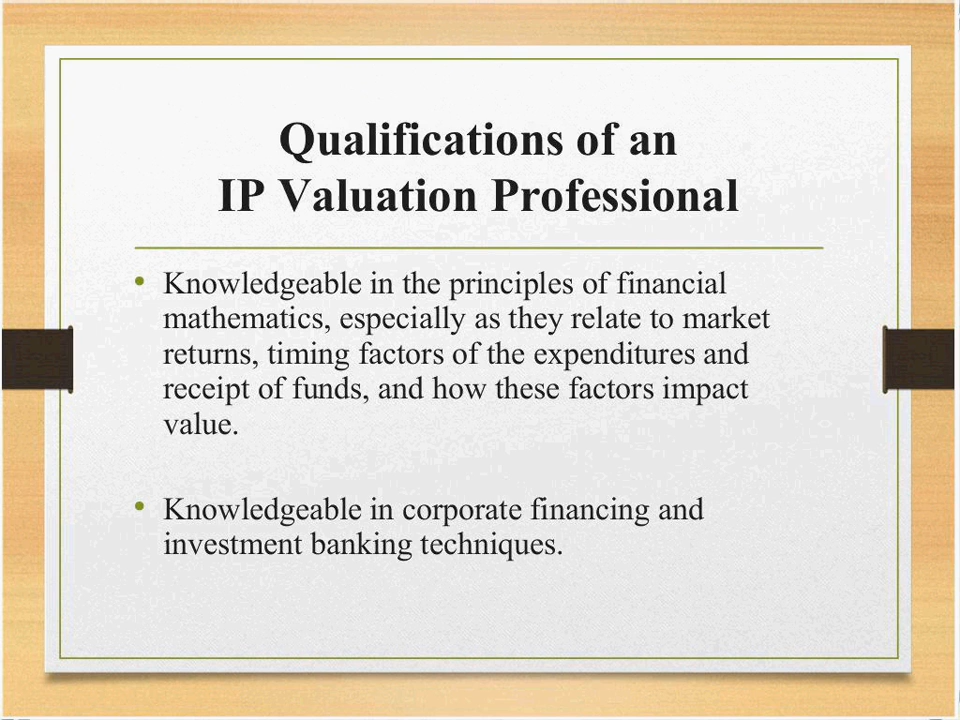 Qualifications of an
IP Valuation Professional
• Knowledgeable in the principles of financial
mathematics, especially as they relate to market
returns, timing factors of the expenditures and
receipt of funds, and how these factors impact
value.
• Knowledgeable in corporate financing and
investment banking techniques.